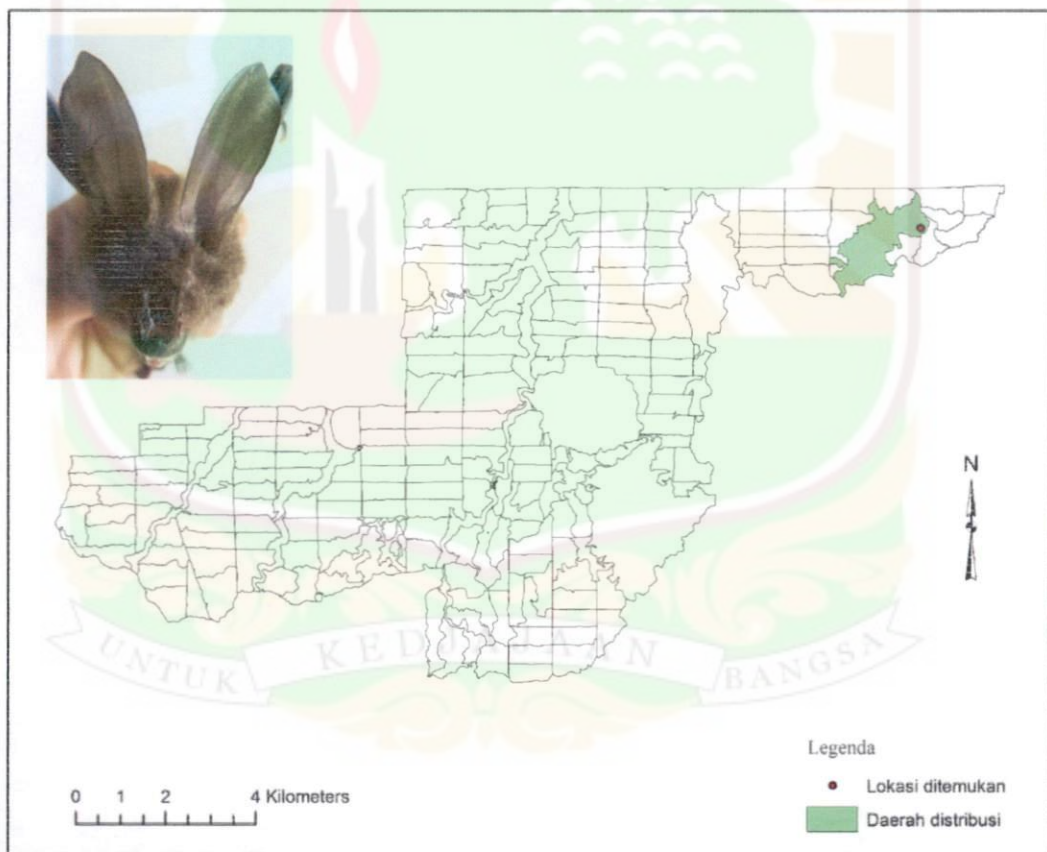 N
UNTUK KEDJAJAAN BANGSA
Legenda
Lokasi ditemukan
Daerah distribusi
0 1 2 4 Kilometers